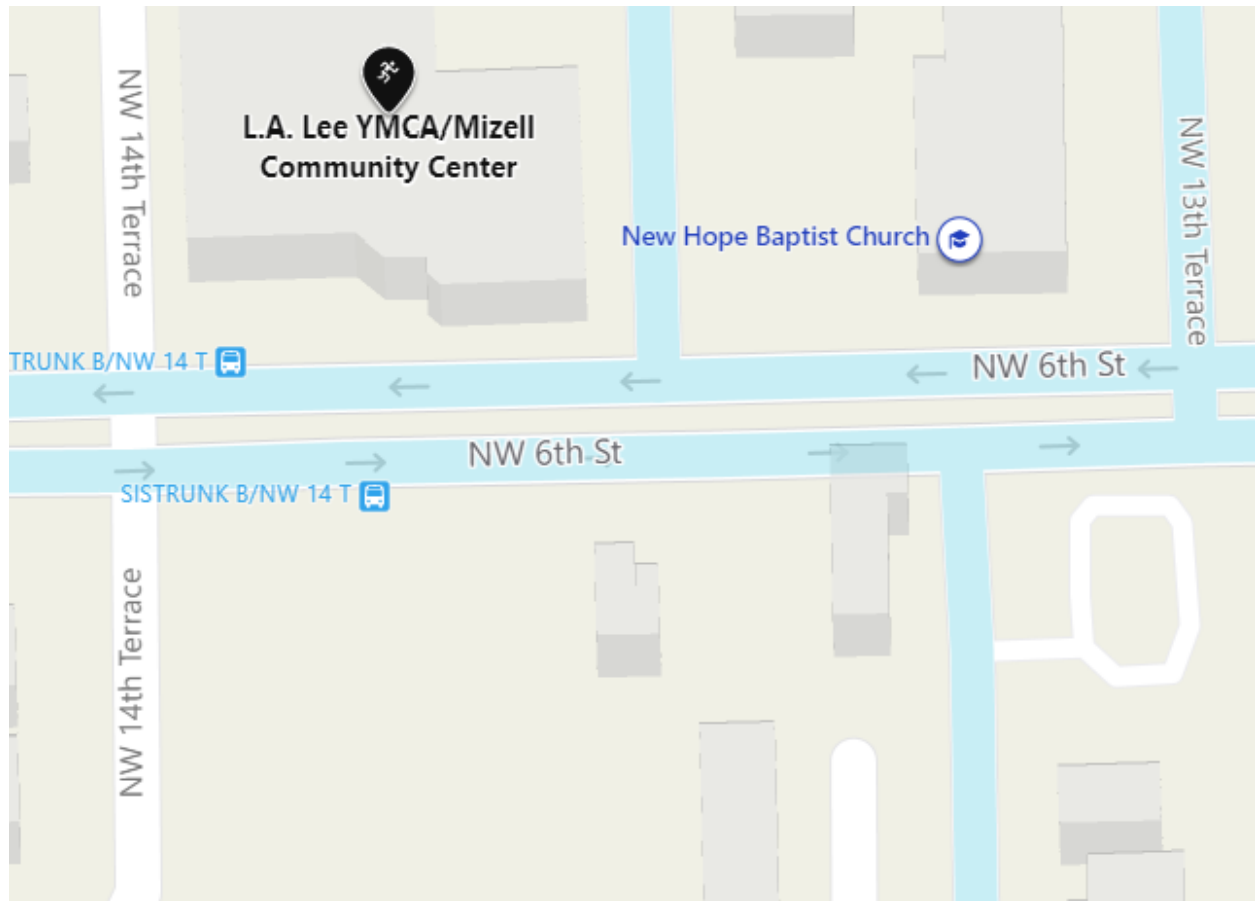 NW 14th Terrace
L.A. Lee YMCA/Mizell
Community Center
New Hope Baptist Church
NW 13th Terrace
TRUNK B/NW 14 T
NW 6th St
NW 6th St
SISTRUNK B/NW 14 T
NW 14th Terrace